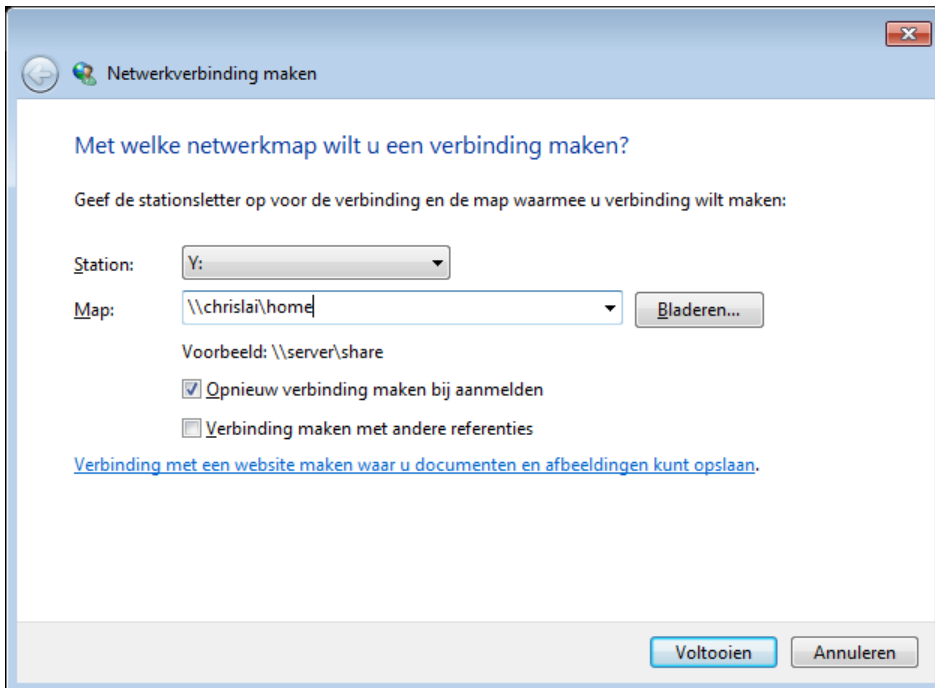 Netwerkverbinding maken
Met welke netwerkmap wilt u een verbinding maken?
Geef de stationsletter op voor de verbinding en de map waarmee u verbinding wilt maken:
Station: Y:
Map: \\chrislai\home Bladeren...
Voorbeeld: \\server\share
Opnieuw verbinding maken bij aanmelden
Verbinding maken met andere referenties
Verbinding met een website maken waar u documenten en afbeeldingen kunt opslaan.
Voltooien Annuleren